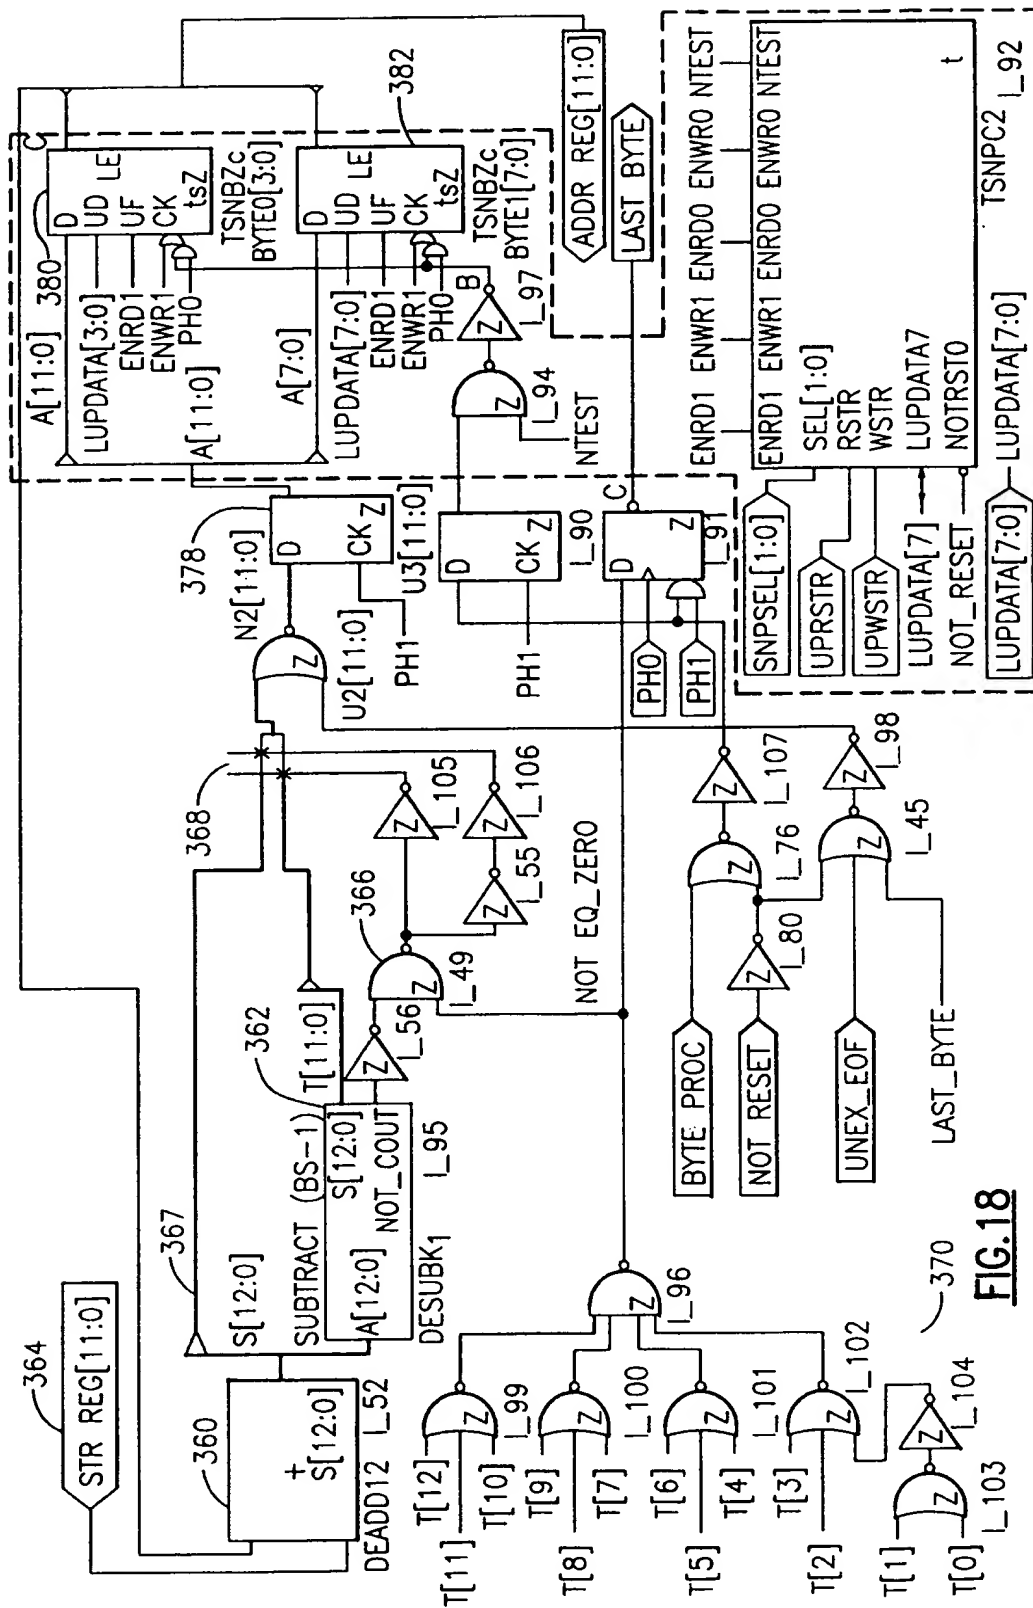 364
STR REG[11:0]
360
+
S[12:0]
DEADD12
I_52
367
S[12:0]
SUBTRACT (BS-1)
S[12:0]
A[12:0]
NOT_COUT
DESUBK1
I_95
362
T[11:0]
I_56
366
I_49
368
I_105
I_55
I_106
N2[11:0]
U2[11:0]
378
D
CK
Z
PH1
U3[11:0]
A[11:0]
380
D
UD
UF
CK
LE
tsZ
C
TSNBZc
BYTE0[3:0]
LUPDATA[3:0]
ENRD1
ENWR1
PH0
A[11:0]
A[7:0]
LUPDATA[7:0]
ENRD1
ENWR1
PH0
D
UD
UF
CK
LE
tsZ
382
TSNBZc
BYTE1[7:0]
B
I_97
I_94
NTEST
D
CK
Z
PH1
I_90
D
Z
C
I_91
PH0
PH1
ADDR REG[11:0]
LAST BYTE
NOT EQ_ZERO
T[12]
T[11]
T[10]
I_99
T[9]
T[8]
T[7]
I_100
T[6]
T[5]
T[4]
I_101
T[3]
T[2]
I_102
T[1]
T[0]
I_103
I_104
I_96
370
BYTE PROC
NOT RESET
UNEX_EOF
LAST_BYTE
I_80
I_76
I_107
I_45
I_98
ENRD1 ENWR1 ENRD0 ENWR0 NTEST
ENRD1 ENWR1 ENRD0 ENWR0 NTEST
SNPSEL[1:0]
SEL[1:0]
UPRSTR
RSTR
UPWSTR
WSTR
LUPDATA[7]
LUPDATA7
NOT_RESET
NOTRST0
t
TSNPC2
I_92
LUPDATA[7:0]
LUPDATA[7:0]
FIG.18